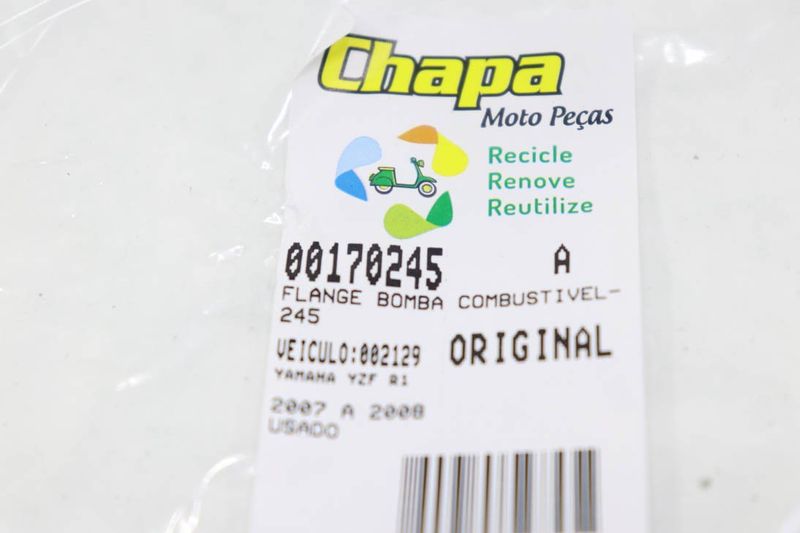 Chapa
Moto Peças
Recicle
Renove
Reutilize
00170245 A
FLANGE BOMBA COMBUSTIVEL-
245
VEICULO:002129 ORIGINAL
YAMAHA YZF R1
2007 A 2008
USADO